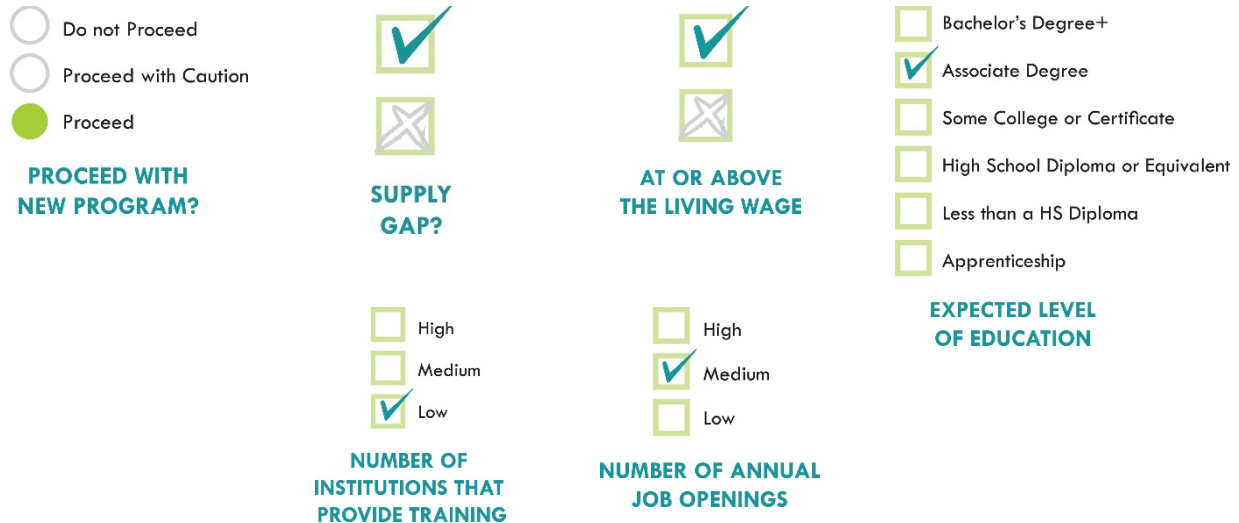 Do not Proceed
Proceed with Caution
Proceed
PROCEED WITH
NEW PROGRAM?
SUPPLY
GAP?
AT OR ABOVE
THE LIVING WAGE
Bachelor's Degree+
Associate Degree
Some College or Certificate
High School Diploma or Equivalent
Less than a HS Diploma
Apprenticeship
EXPECTED LEVEL
OF EDUCATION
High
Medium
Low
NUMBER OF
INSTITUTIONS THAT
PROVIDE TRAINING
High
Medium
Low
NUMBER OF ANNUAL
JOB OPENINGS